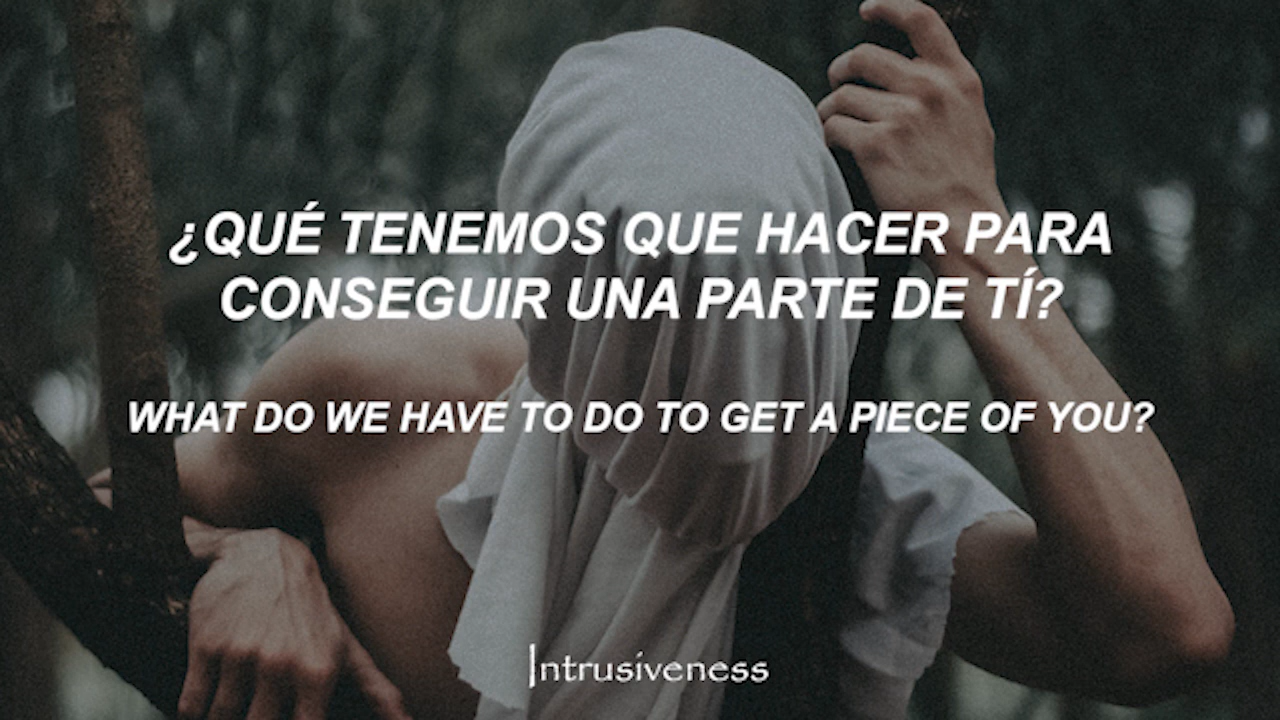 ¿QUÉ TENEMOS QUE HACER PARA
CONSEGUIR UNA PARTE DE TÍ?
WHAT DO WE HAVE TO DO TO GET A PIECE OF YOU?
Intrusiveness